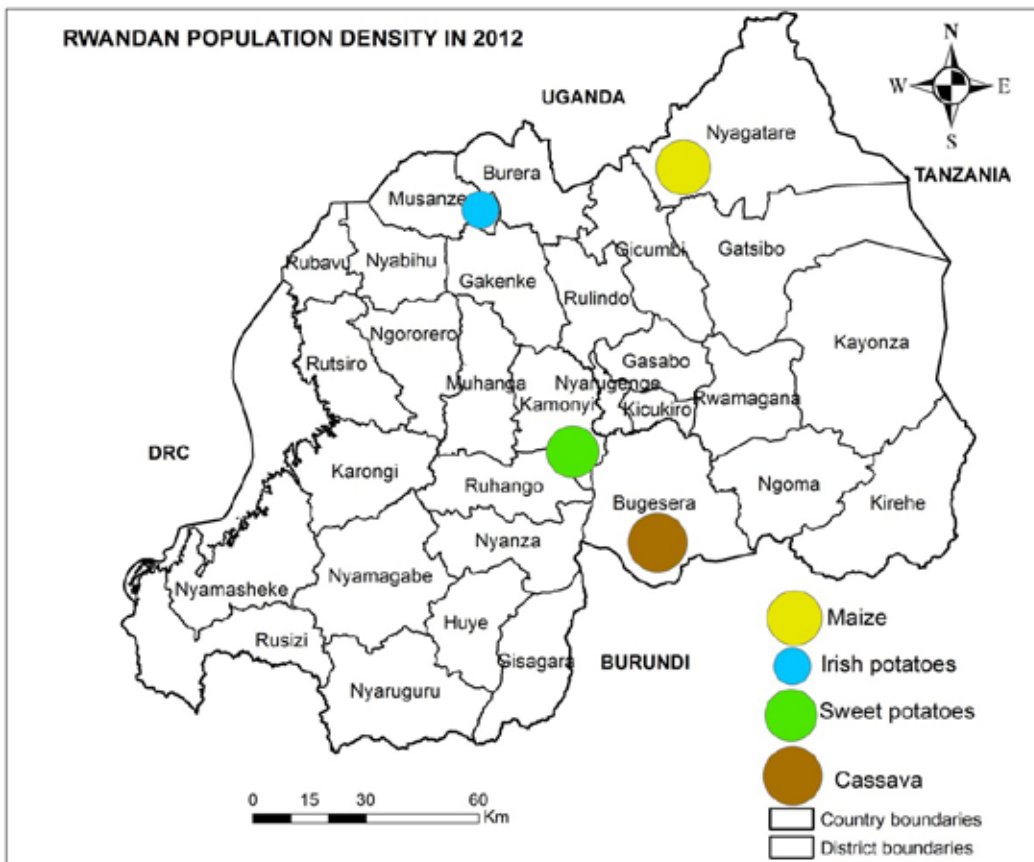 RWANDAN POPULATION DENSITY IN 2012
N
W
E
S
UGANDA
Nyagatare
TANZANIA
Burera
Musanze
Gicumbi
Gatsibo
Rubavu
Nyabihu
Gakenke
Rulindo
Kayonza
Ngororero
Rutsiro
Gasabo
Muhanga
Nyarugenge
Kamonyi
Kicukiro
Rwamagana
DRC
Karongi
Ruhango
Bugesera
Ngoma
Kirehe
Nyanza
Nyamagabe
Nyamasheke
Huye
Rusizi
Gisagara
BURUNDI
Nyaruguru
Maize
Irish potatoes
Sweet potatoes
Cassava
Country boundaries
District boundaries
0 15 30 60
Km